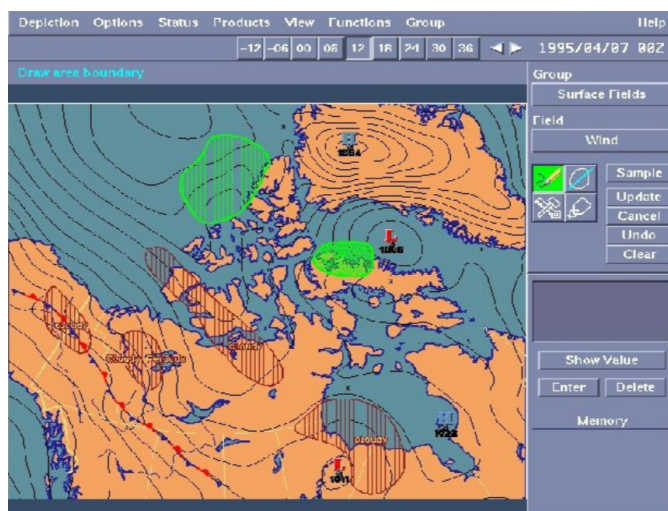 Depiction Options Status Products View Functions Group Help
-12 -06 00 06 12 18 24 30 36 1995/04/07 00Z
Draw area boundary
Group
Surface Fields
Field
Wind
Sample
Update
Cancel
Undo
Clear
Show Value
Enter Delete
Memory
H
L
cloudy
H
1022
L
1011